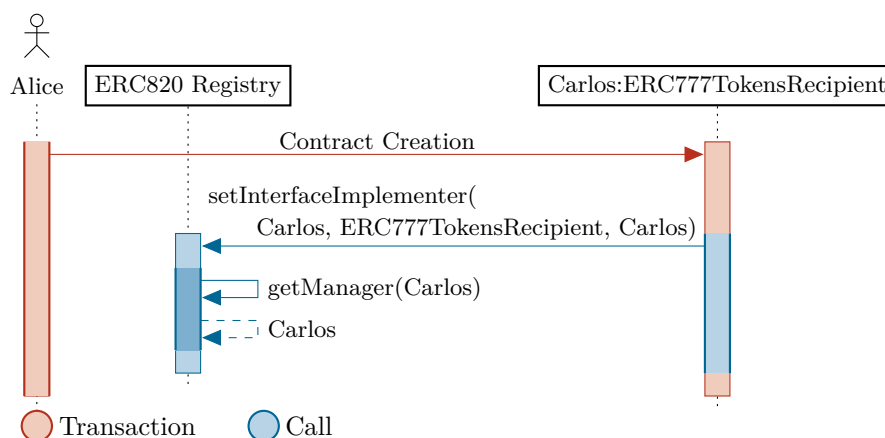 Alice
ERC820 Registry
Carlos:ERC777TokensRecipient
Contract Creation
setInterfaceImplementer(
Carlos, ERC777TokensRecipient, Carlos)
getManager(Carlos)
Carlos
Transaction
Call